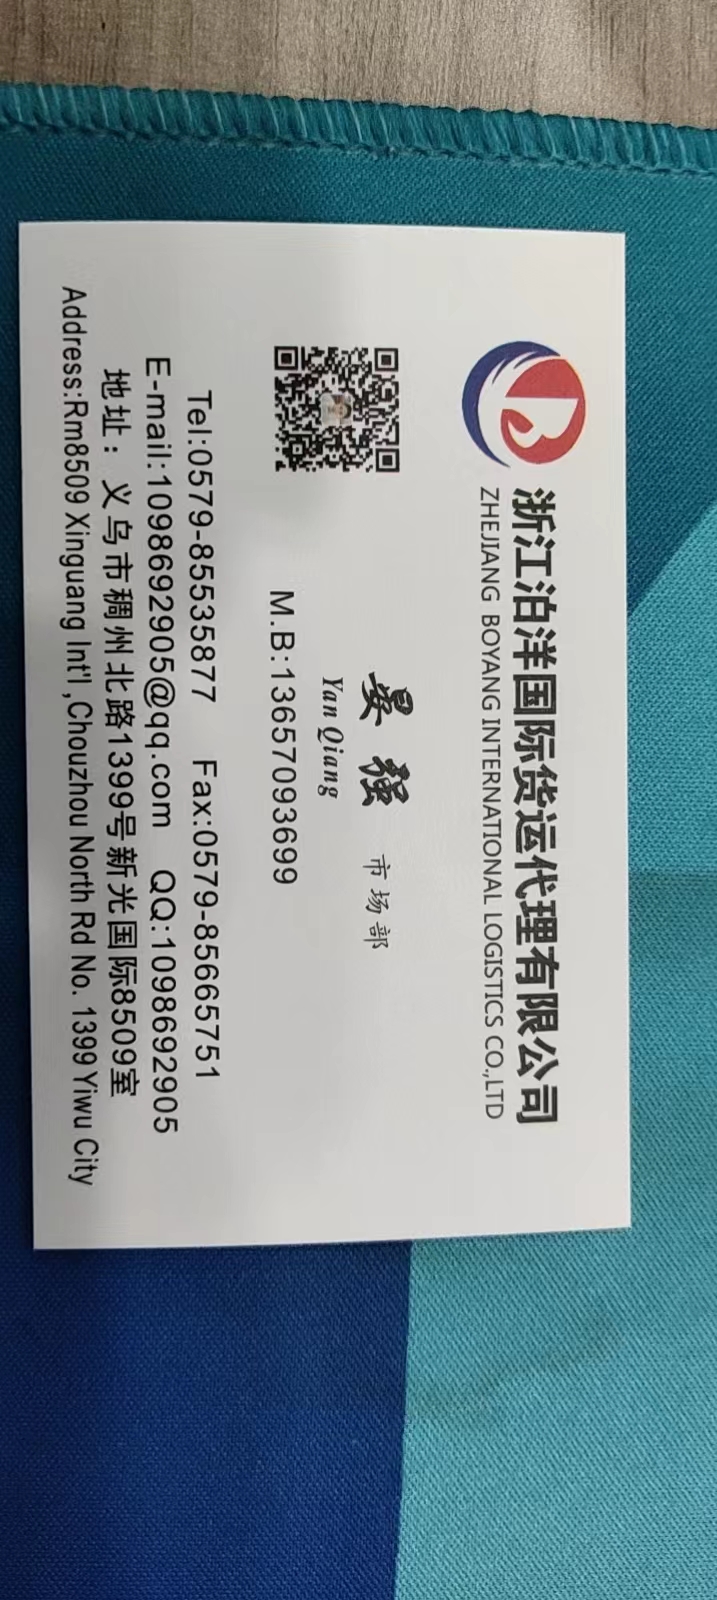 浙江泊洋国际货运代理有限公司
ZHEJIANG BOYANG INTERNATIONAL LOGISTICS CO.,LTD
晏强 市场部
Yan Qiang
M.B:13657093699
Tel:0579-85535877 Fax:0579-85665751
E-mail:1098692905@qq.com QQ:1098692905
地址：义乌市稠州北路1399号新光国际8509室
Address:Rm8509 Xinguang Int'l ,Chouzhou North Rd No. 1399 Yiwu City